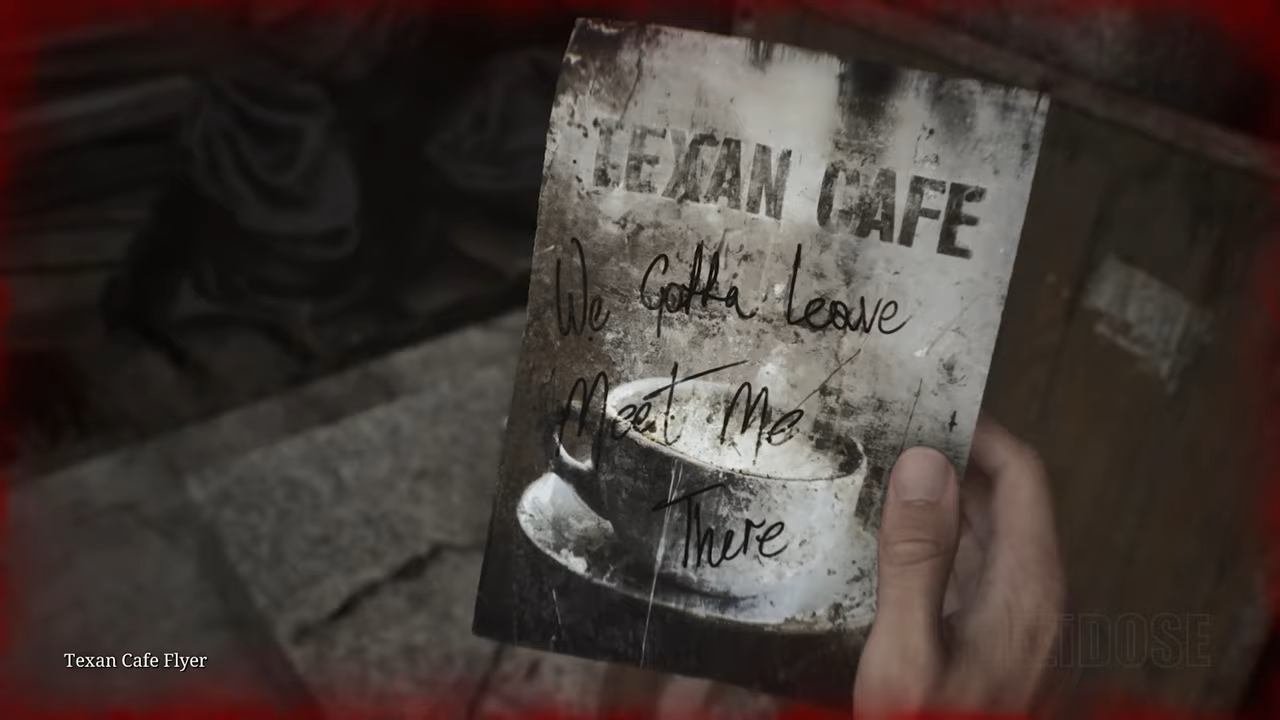 TEXAN CAFE
We Gotta Leave
Meet Me
There
Texan Cafe Flyer